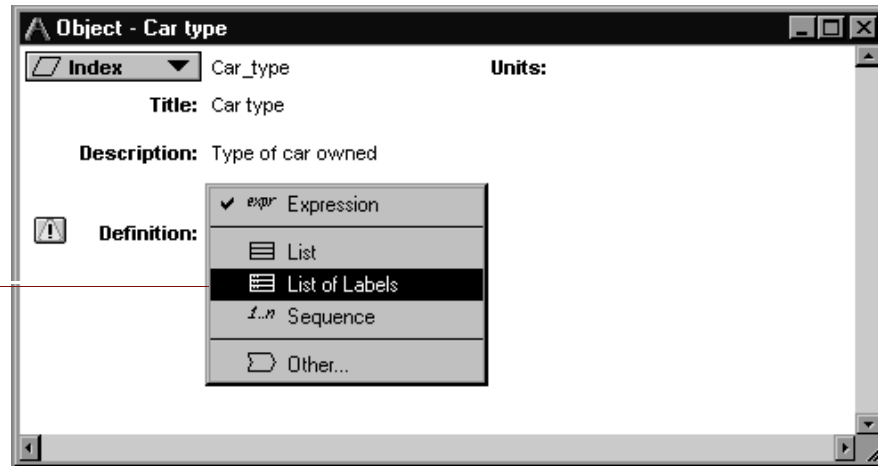 Object - Car type
Index Car_type Units:
Title: Car type
Description: Type of car owned
Definition:
expr Expression
List
List of Labels
1..n Sequence
Other...